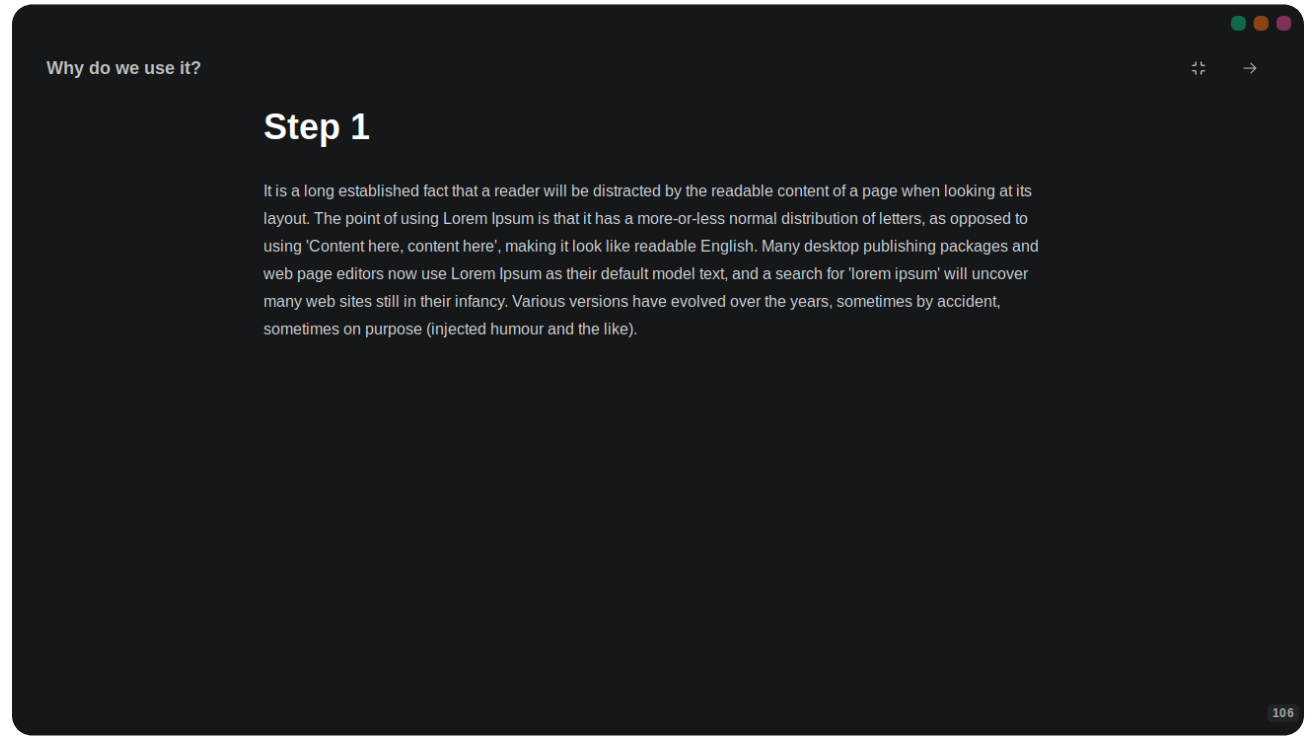 Why do we use it?
Step 1
It is a long established fact that a reader will be distracted by the readable content of a page when looking at its
layout. The point of using Lorem Ipsum is that it has a more-or-less normal distribution of letters, as opposed to
using 'Content here, content here', making it look like readable English. Many desktop publishing packages and
web page editors now use Lorem Ipsum as their default model text, and a search for 'lorem ipsum' will uncover
many web sites still in their infancy. Various versions have evolved over the years, sometimes by accident,
sometimes on purpose (injected humour and the like).
106